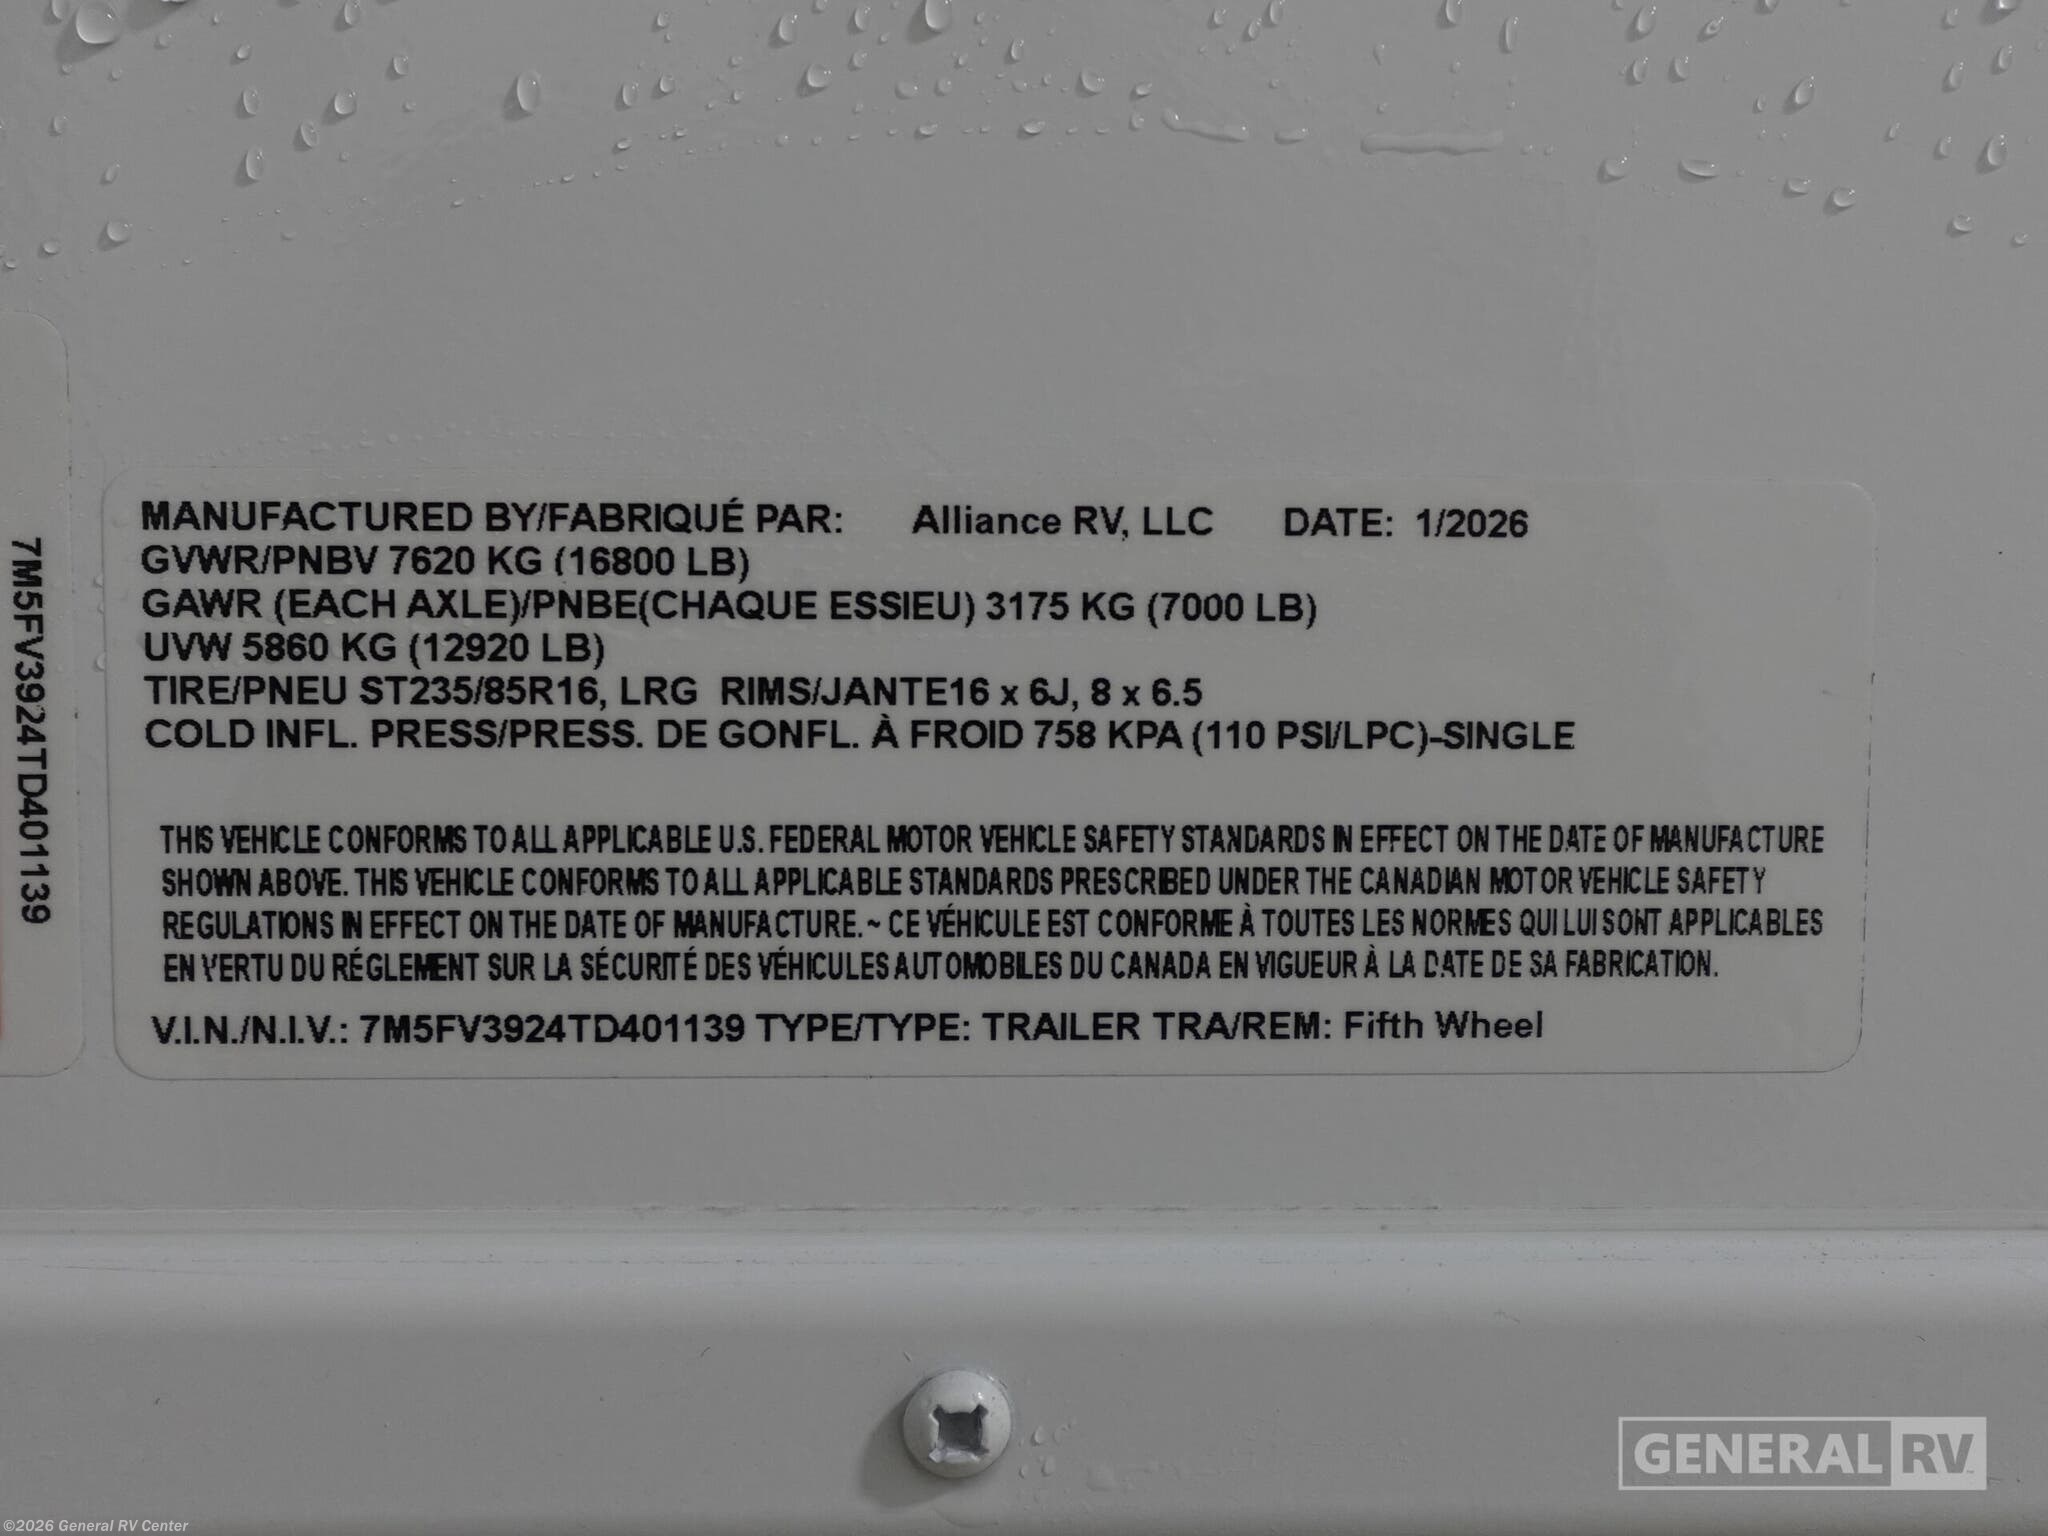 MANUFACTURED BY/FABRIQUÉ PAR: Alliance RV, LLC DATE: 1/2026
GVWR/PNBV 7620 KG (16800 LB)
GAWR (EACH AXLE)/PNBE(CHAQUE ESSIEU) 3175 KG (7000 LB)
UVW 5860 KG (12920 LB)
TIRE/PNEU ST235/85R16, LRG RIMS/JANTE16 x 6J, 8 x 6.5
COLD INFL. PRESS/PRESS. DE GONFL. À FROID 758 KPA (110 PSI/LPC)-SINGLE
THIS VEHICLE CONFORMS TO ALL APPLICABLE U.S. FEDERAL MOTOR VEHICLE SAFETY STANDARDS IN EFFECT ON THE DATE OF MANUFACTURE
SHOWN ABOVE. THIS VEHICLE CONFORMS TO ALL APPLICABLE STANDARDS PRESCRIBED UNDER THE CANADIAN MOTOR VEHICLE SAFETY
REGULATIONS IN EFFECT ON THE DATE OF MANUFACTURE. ~ CE VÉHICULE EST CONFORME À TOUTES LES NORMES QUI LUI SONT APPLICABLES
EN VERTU DU RÉGLEMENT SUR LA SÉCURITÉ DES VÉHICULES AUTOMOBILES DU CANADA EN VIGUEUR À LA DATE DE SA FABRICATION.
V.I.N./N.I.V.: 7M5FV3924TD401139 TYPE/TYPE: TRAILER TRA/REM: Fifth Wheel
7M5FV3924TD401139
GENERAL RV
©2026 General RV Center